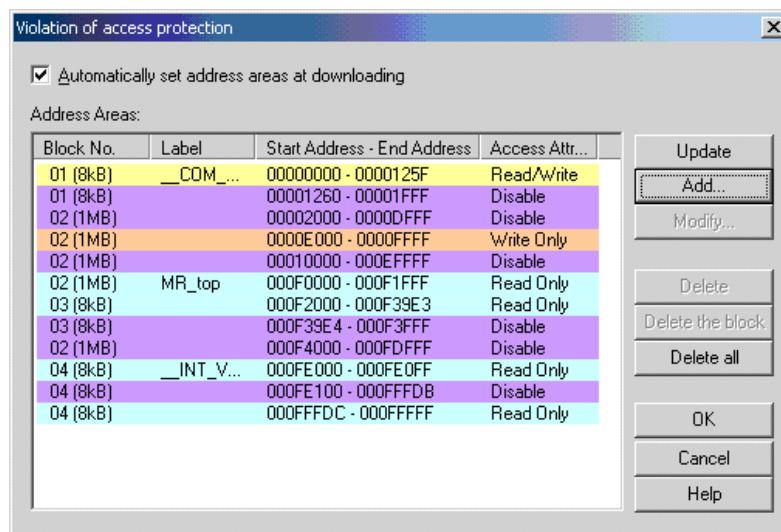 Violation of access protection
Automatically set address areas at downloading
Address Areas:
Block No. Label Start Address - End Address Access Attr...
01 (8kB) __COM_... 00000000 - 0000125F Read/Write
01 (8kB) 00001260 - 00001FFF Disable
02 (1MB) 00002000 - 0000DFFF Disable
02 (1MB) 0000E000 - 0000FFFF Write Only
02 (1MB) 00010000 - 000EFFFF Disable
02 (1MB) MR_top 000F0000 - 000F1FFF Read Only
03 (8kB) 000F2000 - 000F39E3 Read Only
03 (8kB) 000F39E4 - 000F3FFF Disable
02 (1MB) 000F4000 - 000FDFFF Disable
04 (8kB) __INT_V... 000FE000 - 000FE0FF Read Only
04 (8kB) 000FE100 - 000FFFDB Disable
04 (8kB) 000FFFDC - 000FFFFF Read Only
Update
Add...
Modify...
Delete
Delete the block
Delete all
OK
Cancel
Help